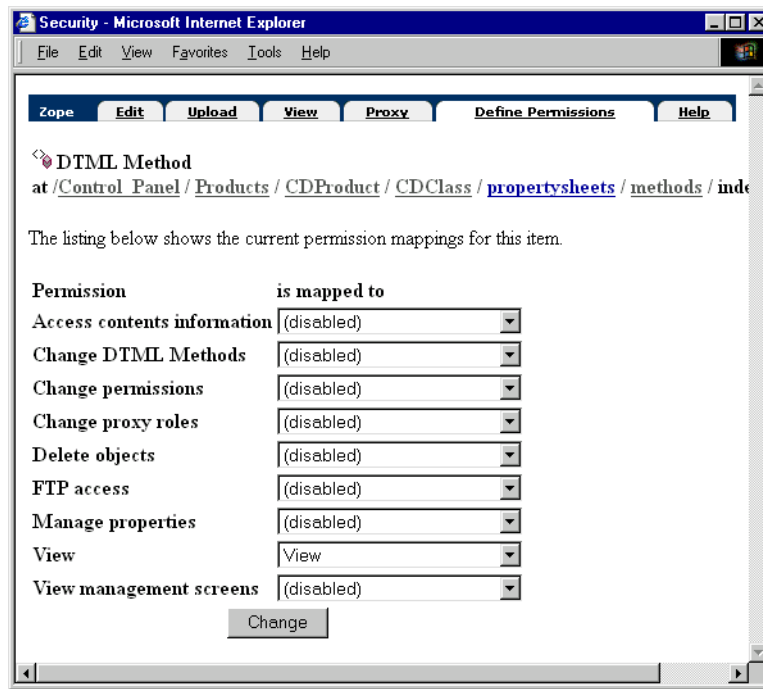 Security - Microsoft Internet Explorer
File Edit View Favorites Tools Help
Zope Edit Upload View Proxy Define Permissions Help
DTML Method
at /Control_Panel / Products / CDProduct / CDClass / propertysheets / methods / inde
The listing below shows the current permission mappings for this item.
Permission is mapped to
Access contents information (disabled)
Change DTML Methods (disabled)
Change permissions (disabled)
Change proxy roles (disabled)
Delete objects (disabled)
FTP access (disabled)
Manage properties (disabled)
View View
View management screens (disabled)
Change